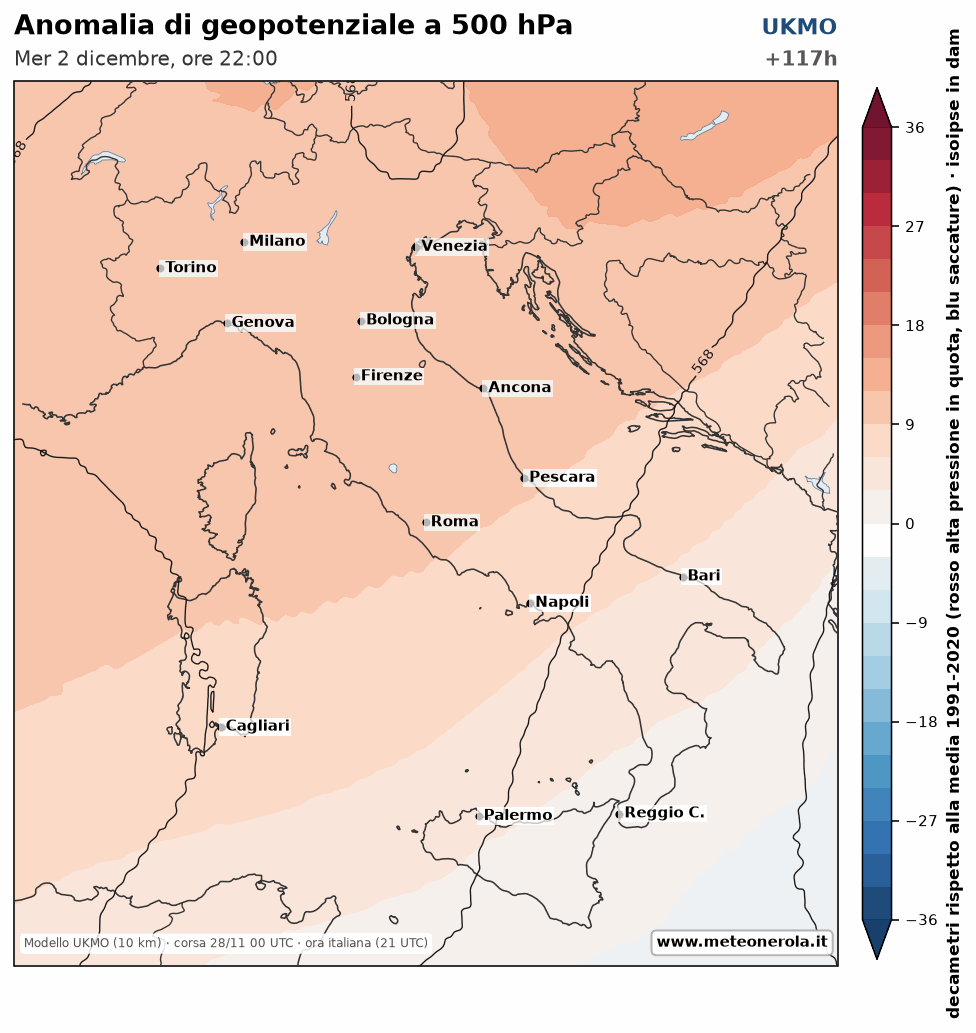 Anomalia di geopotenziale a 500 hPa
UKMO
Mer 2 dicembre, ore 22:00
+117h
568
Milano
Venezia
Torino
Genova
Bologna
Firenze
Ancona
Pescara
Roma
Bari
Napoli
Cagliari
Palermo
Reggio C.
Modello UKMO (10 km) · corsa 28/11 00 UTC · ora italiana (21 UTC)
www.meteonerola.it
36
27
18
9
0
−9
−18
−27
−36
decametri rispetto alla media 1991-2020 (rosso alta pressione in quota, blu saccature) · isoipse in dam